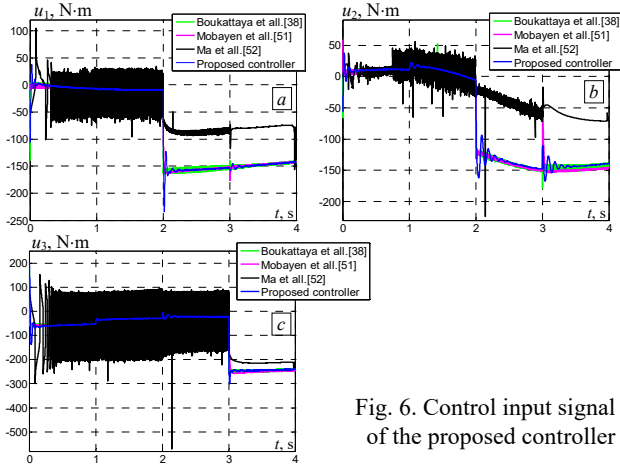 u1, N·m
100
50
0
-50
-100
-150
-200
-250
0 1 2 3 4
t, s
a
Boukattaya et all.[38]
Mobayen et all.[51]
Ma et all.[52]
Proposed controller
u2, N·m
50
0
-50
-100
-150
-200
0 1 2 3 4
t, s
b
Boukattaya et all.[38]
Mobayen et all.[51]
Ma et all.[52]
Proposed controller
u3, N·m
200
100
0
-100
-200
-300
-400
-500
0 1 2 3 4
t, s
c
Boukattaya et all.[38]
Mobayen et all.[51]
Ma et all.[52]
Proposed controller
Fig. 6. Control input signal
of the proposed controller